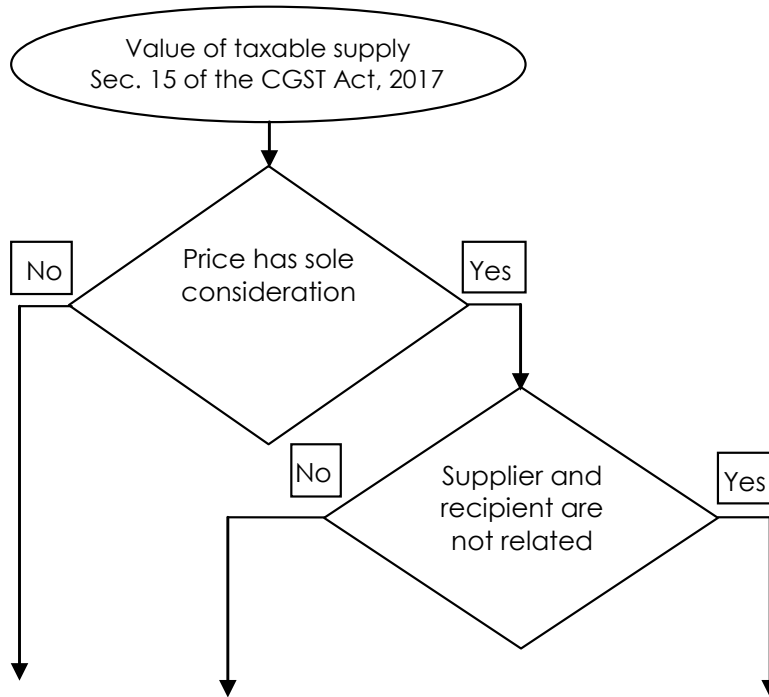 Value of taxable supply
Sec. 15 of the CGST Act, 2017
No
Price has sole
consideration
Yes
No
Supplier and
recipient are
not related
Yes